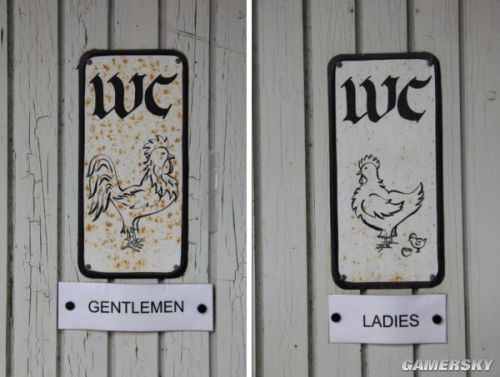 WC
GENTLEMEN
WC
LADIES
GAMERSKY